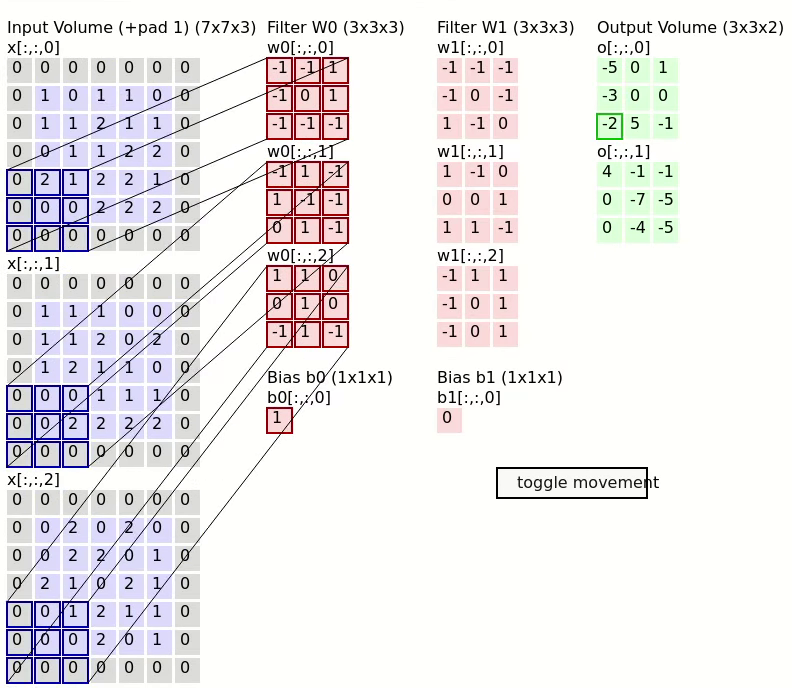 Input Volume (+pad 1) (7x7x3)
x[:,:,0]
0 0 0 0 0 0 0
0 1 0 1 1 0 0
0 1 1 2 1 1 0
0 0 1 1 2 2 0
0 2 1 2 2 1 0
0 0 0 2 2 2 0
0 0 0 0 0 0 0
x[:,:,1]
0 0 0 0 0 0 0
0 1 1 1 0 0 0
0 1 1 2 0 2 0
0 1 2 1 1 0 0
0 0 0 1 1 1 0
0 0 2 2 2 2 0
0 0 0 0 0 0 0
x[:,:,2]
0 0 0 0 0 0 0
0 0 2 0 2 0 0
0 0 2 2 0 1 0
0 2 1 0 2 1 0
0 0 1 2 1 1 0
0 0 0 2 0 1 0
0 0 0 0 0 0 0
Filter W0 (3x3x3)
w0[:,:,0]
-1 -1 1
-1 0 1
-1 -1 -1
w0[:,:,1]
-1 1 -1
1 -1 -1
0 1 -1
w0[:,:,2]
1 1 0
0 1 0
-1 1 -1
Bias b0 (1x1x1)
b0[:,:,0]
1
Filter W1 (3x3x3)
w1[:,:,0]
-1 -1 -1
-1 0 -1
1 -1 0
w1[:,:,1]
1 -1 0
0 0 1
1 1 -1
w1[:,:,2]
-1 1 1
-1 0 1
-1 0 1
Bias b1 (1x1x1)
b1[:,:,0]
0
Output Volume (3x3x2)
o[:,:,0]
-5 0 1
-3 0 0
-2 5 -1
o[:,:,1]
4 -1 -1
0 -7 -5
0 -4 -5
toggle movement